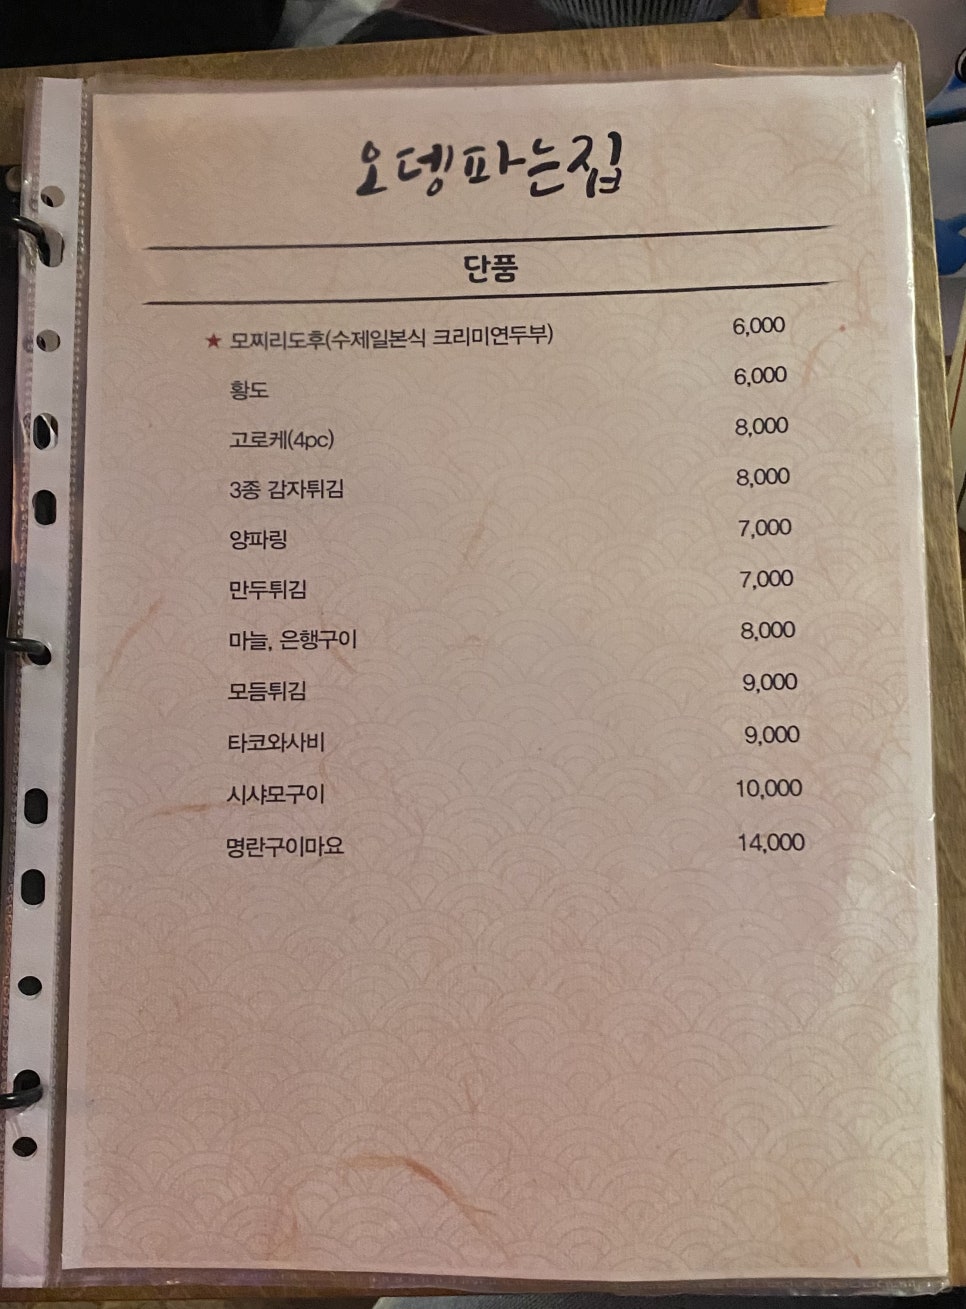 오뎅파는집
단풍
★ 모찌리도후(수제일본식 크리미연두부) 6,000
황도 6,000
고로케(4pc) 8,000
3종 감자튀김 8,000
양파링 7,000
만두튀김 7,000
마늘, 은행구이 8,000
모듬튀김 9,000
타코와사비 9,000
시샤모구이 10,000
명란구이마요 14,000